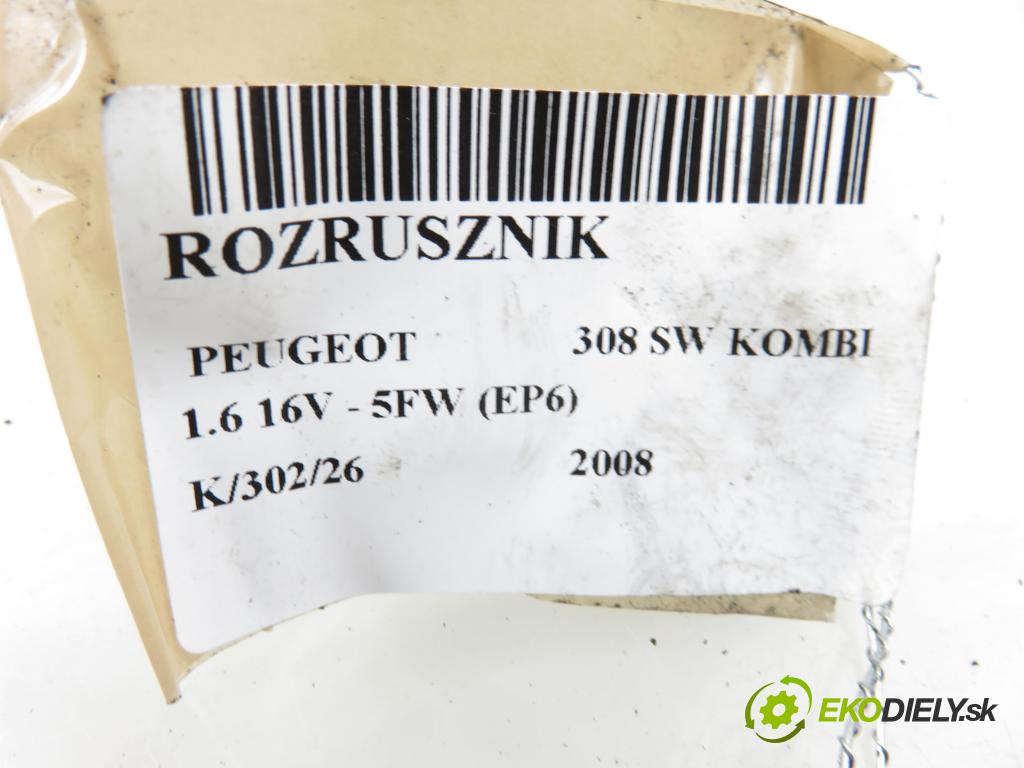 ROZRUSZNIK
PEUGEOT 308 SW KOMBI
1.6 16V - 5FW (EP6)
K/302/26 2008
EKODIELY.sk